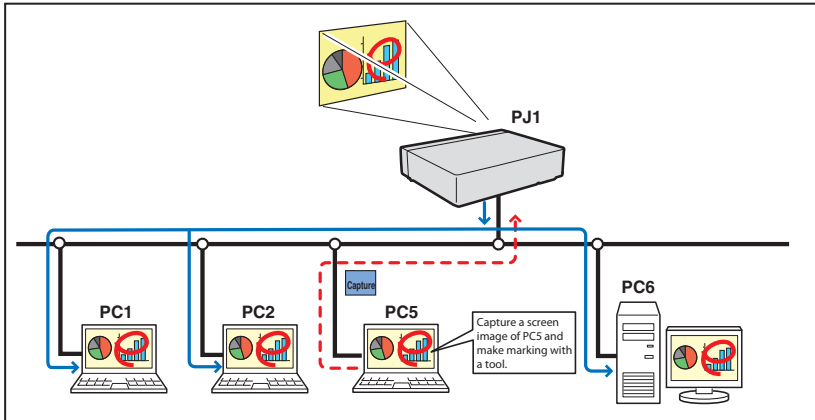 PJ1
Capture
PC6
PC1
PC2
PC5
Capture a screen
image of PC5 and
make marking with
a tool.